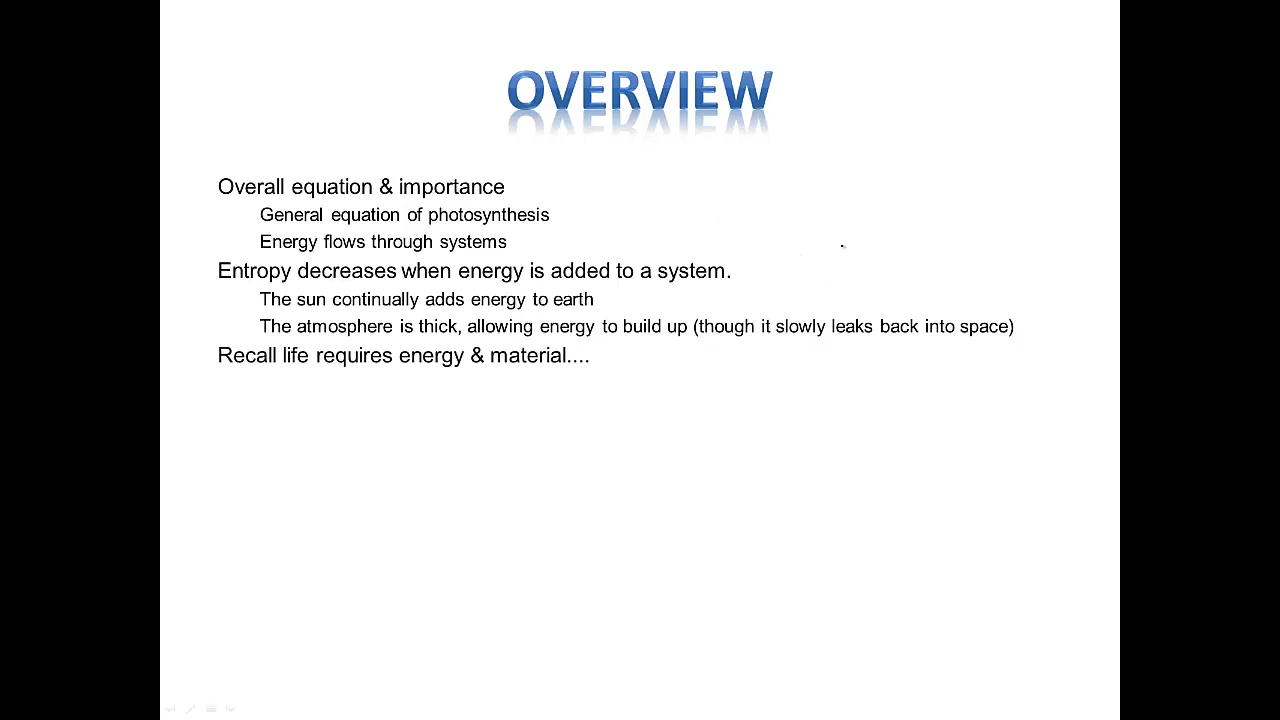 OVERVIEW
Overall equation & importance
General equation of photosynthesis
Energy flows through systems
Entropy decreases when energy is added to a system.
The sun continually adds energy to earth
The atmosphere is thick, allowing energy to build up (though it slowly leaks back into space)
Recall life requires energy & material....